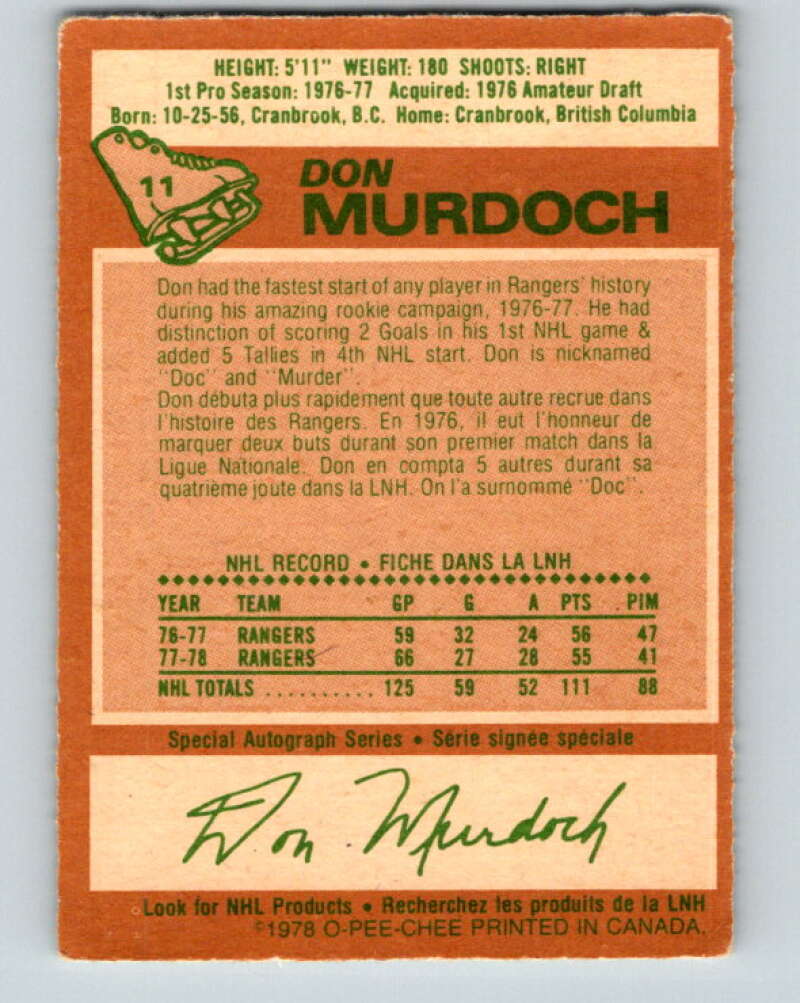 HEIGHT: 5'11" WEIGHT: 180 SHOOTS: RIGHT
1st Pro Season: 1976-77 Acquired: 1976 Amateur Draft
Born: 10-25-56, Cranbrook, B.C. Home: Cranbrook, British Columbia
11
DON
MURDOCH
Don had the fastest start of any player in Rangers' history
during his amazing rookie campaign, 1976-77. He had
distinction of scoring 2 Goals in his 1st NHL game &
added 5 Tallies in 4th NHL start. Don is nicknamed
"Doc" and "Murder".
Don débuta plus rapidement que toute autre recrue dans
l'histoire des Rangers. En 1976, il eut l'honneur de
marquer deux buts durant son premier match dans la
Ligue Nationale. Don en compta 5 autres durant sa
quatrième joute dans la LNH. On l'a surnommé "Doc".
NHL RECORD • FICHE DANS LA LNH
YEAR TEAM GP G A PTS PIM
76-77 RANGERS 59 32 24 56 47
77-78 RANGERS 66 27 28 55 41
NHL TOTALS .......... 125 59 52 111 88
Special Autograph Series • Série signée spéciale
Don Murdoch
Look for NHL Products • Recherchez les produits de la LNH
©1978 O-PEE-CHEE PRINTED IN CANADA.